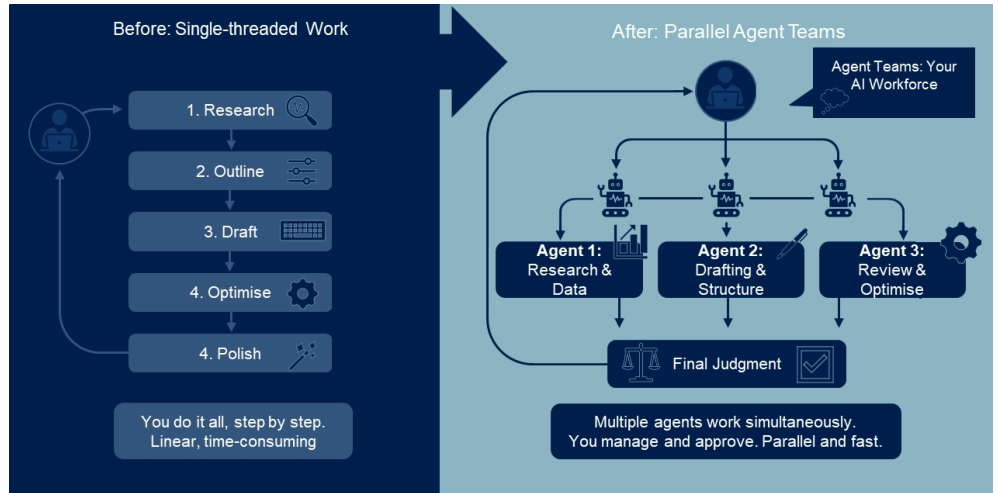 Before: Single-threaded Work
1. Research
2. Outline
3. Draft
4. Optimise
4. Polish
You do it all, step by step.
Linear, time-consuming
After: Parallel Agent Teams
Agent Teams: Your
AI Workforce
Agent 1:
Research &
Data
Agent 2:
Drafting &
Structure
Agent 3:
Review &
Optimise
Final Judgment
Multiple agents work simultaneously.
You manage and approve. Parallel and fast.